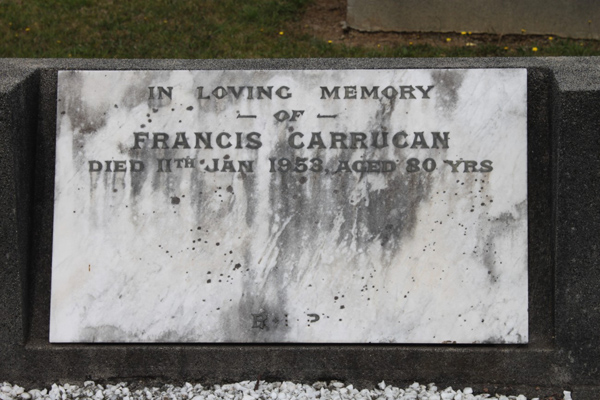 IN LOVING MEMORY
— OF —
FRANCIS CARRUCAN
DIED 11TH JAN 1953, AGED 80 YRS
R I P